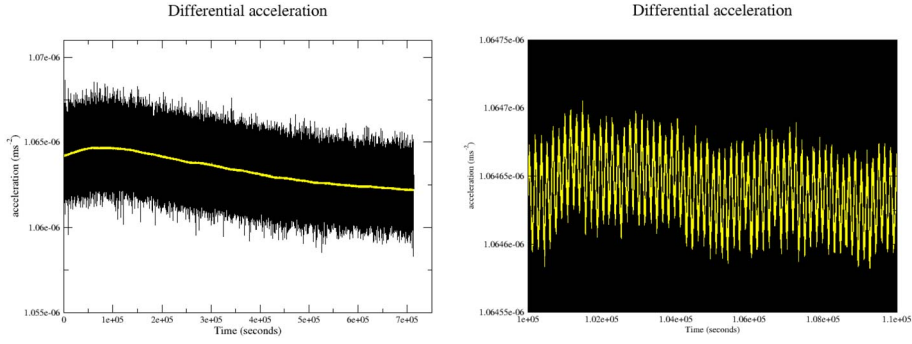 Differential acceleration
1.07e-06
1.065e-06
1.06e-06
1.055e-06
acceleration (ms-2)
0
1e+05
2e+05
3e+05
4e+05
5e+05
6e+05
7e+05
Time (seconds)
Differential acceleration
1.06475e-06
1.0647e-06
1.06465e-06
1.0646e-06
1.06455e-06
acceleration (ms-2)
1e+05
1.02e+05
1.04e+05
1.06e+05
1.08e+05
1.1e+05
Time (seconds)